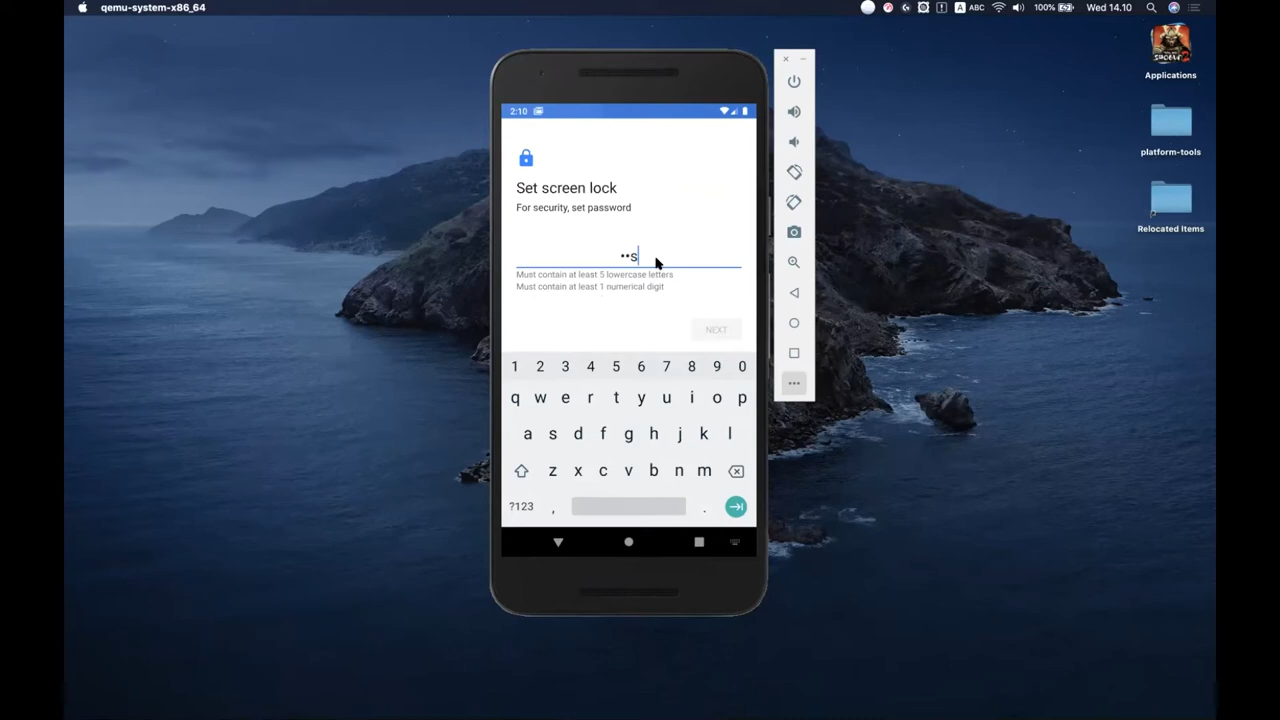 qemu-system-x86_64
A ABC 100% Wed 14.10
Applications
platform-tools
Relocated Items
2:10
Set screen lock
For security, set password
••s
Must contain at least 5 lowercase letters
Must contain at least 1 numerical digit
NEXT
1 2 3 4 5 6 7 8 9 0
q w e r t y u i o p
a s d f g h j k l
z x c v b n m
?123 , .